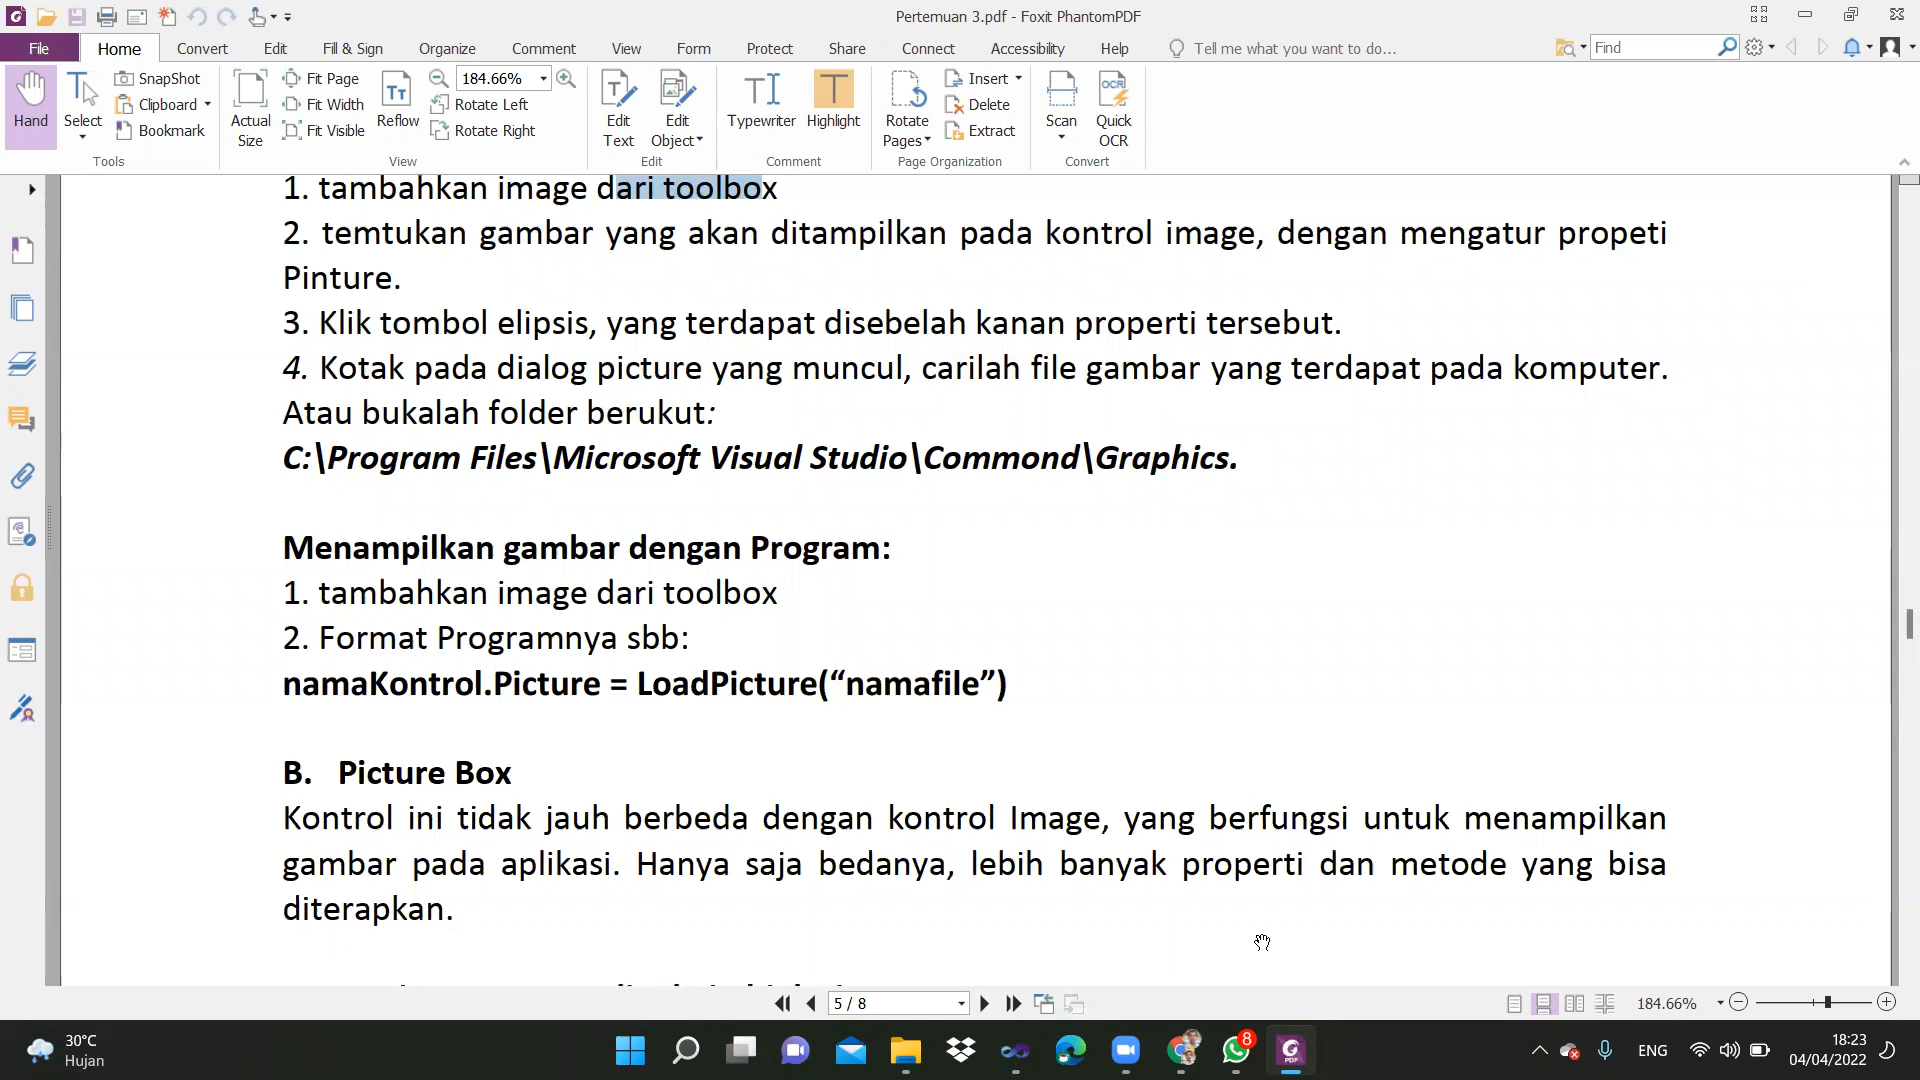 Pertemuan 3.pdf - Foxit PhantomPDF
File Home Convert Edit Fill & Sign Organize Comment View Form Protect Share Connect Accessibility Help Tell me what you want to do... Find
Hand
Select
SnapShot
Clipboard
Bookmark
Tools
Actual Size
Fit Page
Fit Width
Fit Visible
Reflow
184.66%
Rotate Left
Rotate Right
View
Edit Text
Edit Object
Edit
Typewriter
Highlight
Comment
Rotate Pages
Insert
Delete
Extract
Page Organization
Scan
Quick OCR
Convert
1. tambahkan image dari toolbox
2. temtukan gambar yang akan ditampilkan pada kontrol image, dengan mengatur propeti
Pinture.
3. Klik tombol elipsis, yang terdapat disebelah kanan properti tersebut.
4. Kotak pada dialog picture yang muncul, carilah file gambar yang terdapat pada komputer.
Atau bukalah folder berukut:
C:\Program Files\Microsoft Visual Studio\Commond\Graphics.
Menampilkan gambar dengan Program:
1. tambahkan image dari toolbox
2. Format Programnya sbb:
namaKontrol.Picture = LoadPicture(“namafile”)
B. Picture Box
Kontrol ini tidak jauh berbeda dengan kontrol Image, yang berfungsi untuk menampilkan
gambar pada aplikasi. Hanya saja bedanya, lebih banyak properti dan metode yang bisa
diterapkan.
5 / 8
184.66%
30°C
Hujan
8
ENG
18:23
04/04/2022